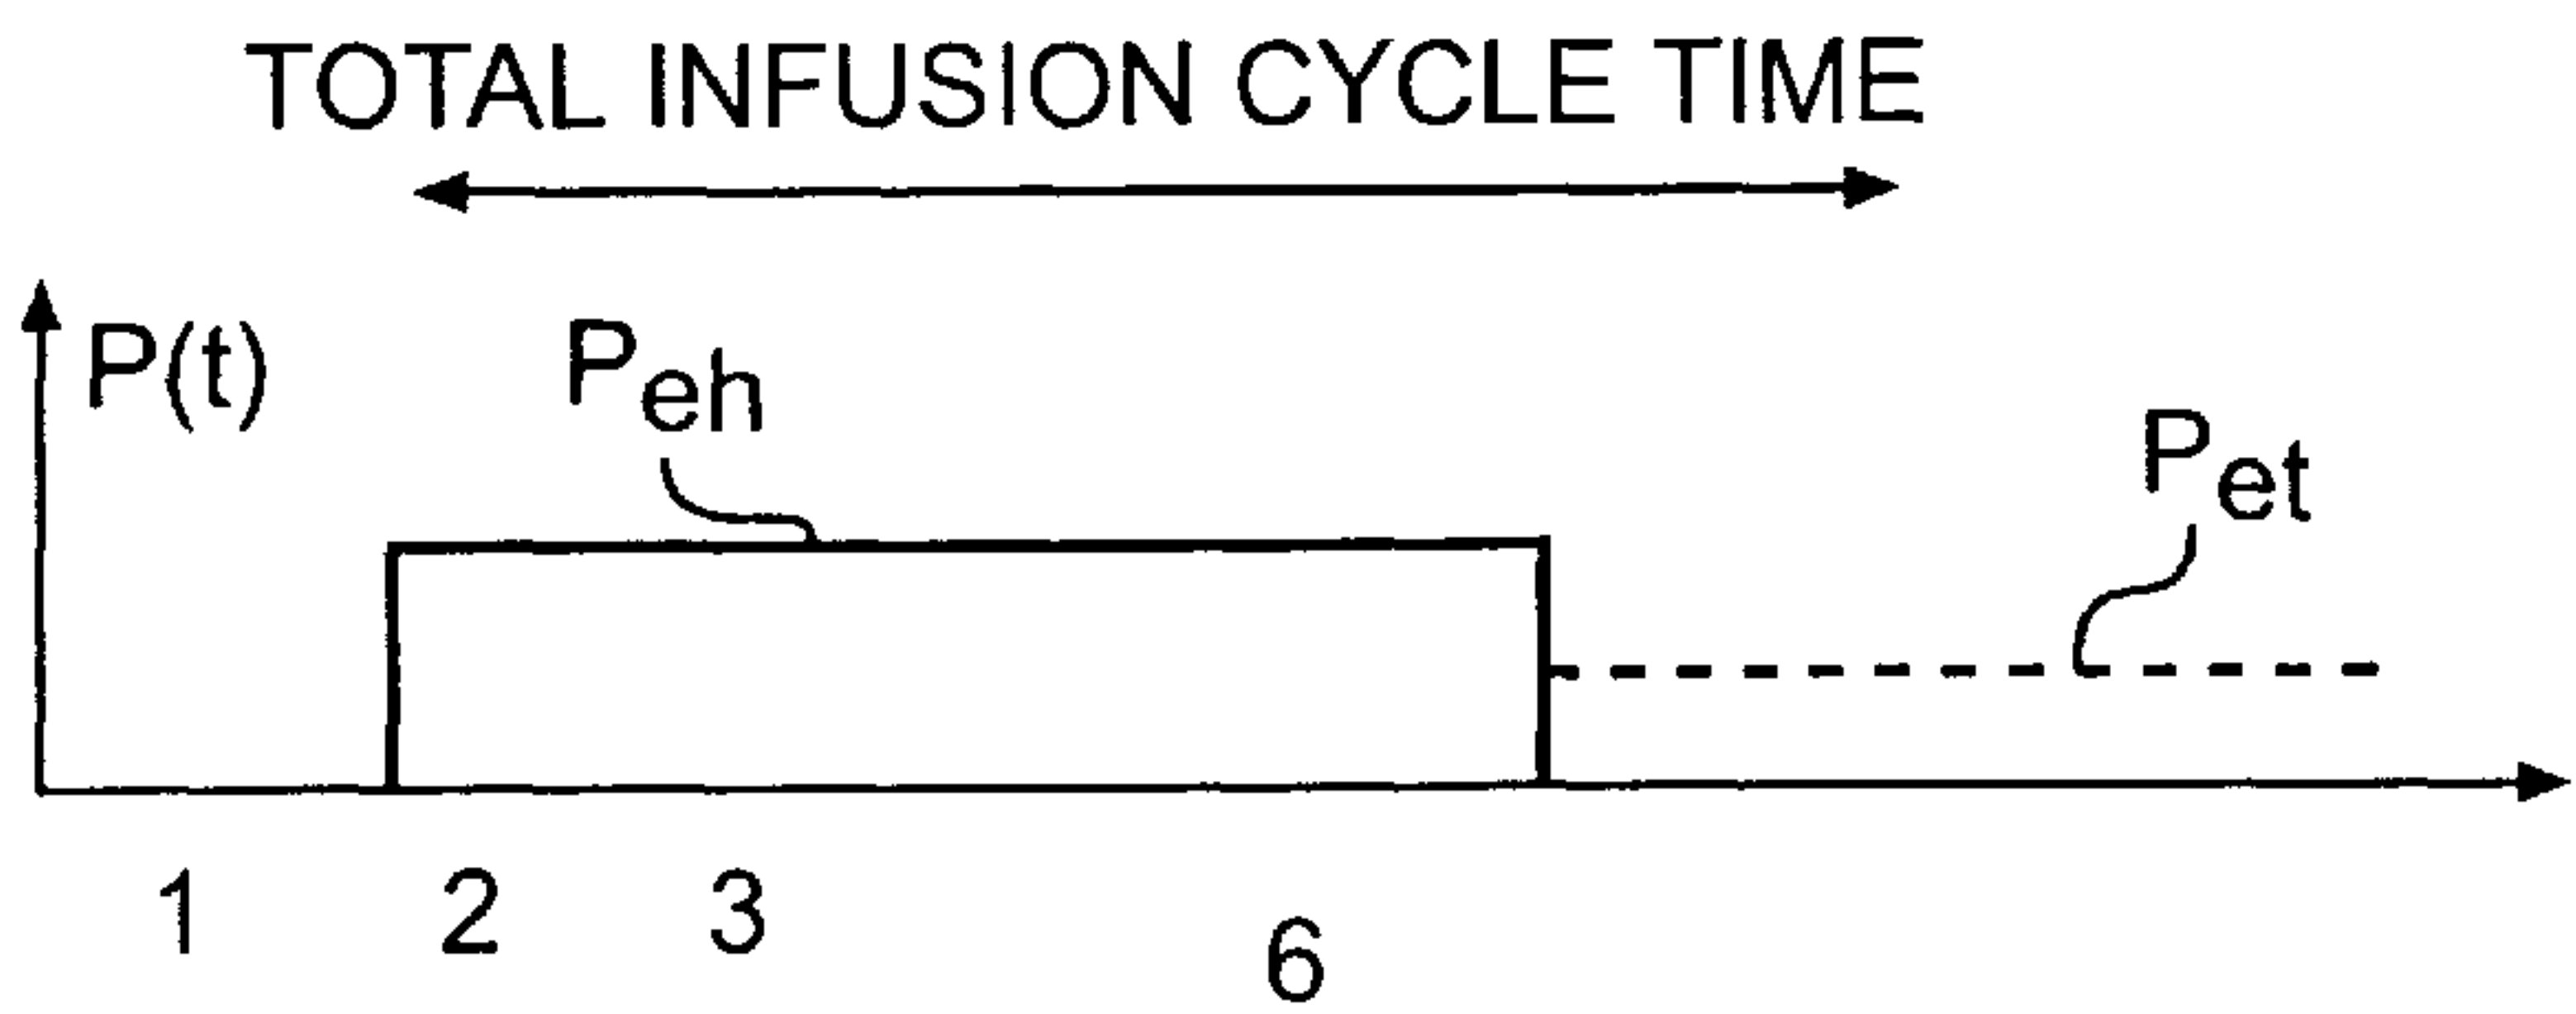 TOTAL INFUSION CYCLE TIME
P(t)
Peh
Pet
1 2 3 6